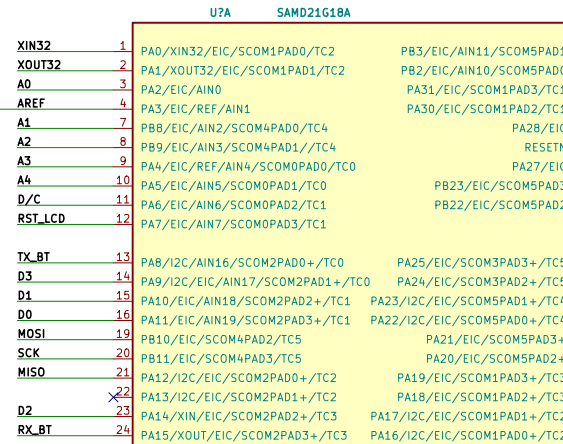 U?A SAMD21G18A
XIN32 1 PA0/XIN32/EIC/SCOM1PAD0/TC2 PB3/EIC/AIN11/SCOM5PAD1
XOUT32 2 PA1/XOUT32/EIC/SCOM1PAD1/TC2 PB2/EIC/AIN10/SCOM5PAD0
A0 3 PA2/EIC/AIN0 PA31/EIC/SCOM1PAD3/TC1
AREF 4 PA3/EIC/REF/AIN1 PA30/EIC/SCOM1PAD2/TC1
A1 7 PB8/EIC/AIN2/SCOM4PAD0/TC4 PA28/EIC
A2 8 PB9/EIC/AIN3/SCOM4PAD1//TC4 RESETN
A3 9 PA4/EIC/REF/AIN4/SCOM0PAD0/TC0 PA27/EIC
A4 10 PA5/EIC/AIN5/SCOM0PAD1/TC0 PB23/EIC/SCOM5PAD3
D/C 11 PA6/EIC/AIN6/SCOM0PAD2/TC1 PB22/EIC/SCOM5PAD2
RST_LCD 12 PA7/EIC/AIN7/SCOM0PAD3/TC1
TX_BT 13 PA8/I2C/AIN16/SCOM2PAD0+/TC0 PA25/EIC/SCOM3PAD3+/TC5
D3 14 PA9/I2C/EIC/AIN17/SCOM2PAD1+/TC0 PA24/EIC/SCOM3PAD2+/TC5
D1 15 PA10/EIC/AIN18/SCOM2PAD2+/TC1 PA23/I2C/EIC/SCOM5PAD1+/TC4
D0 16 PA11/EIC/AIN19/SCOM2PAD3+/TC1 PA22/I2C/EIC/SCOM5PAD0+/TC4
MOSI 19 PB10/EIC/SCOM4PAD2/TC5 PA21/EIC/SCOM5PAD3+
SCK 20 PB11/EIC/SCOM4PAD3/TC5 PA20/EIC/SCOM5PAD2+
MISO 21 PA12/I2C/EIC/SCOM2PAD0+/TC2 PA19/EIC/SCOM1PAD3+/TC3
22 PA13/I2C/EIC/SCOM2PAD1+/TC2 PA18/EIC/SCOM1PAD2+/TC3
D2 23 PA14/XIN/EIC/SCOM2PAD2+/TC3 PA17/I2C/EIC/SCOM1PAD1+/TC2
RX_BT 24 PA15/XOUT/EIC/SCOM2PAD3+/TC3 PA16/I2C/EIC/SCOM1PAD0+/TC2